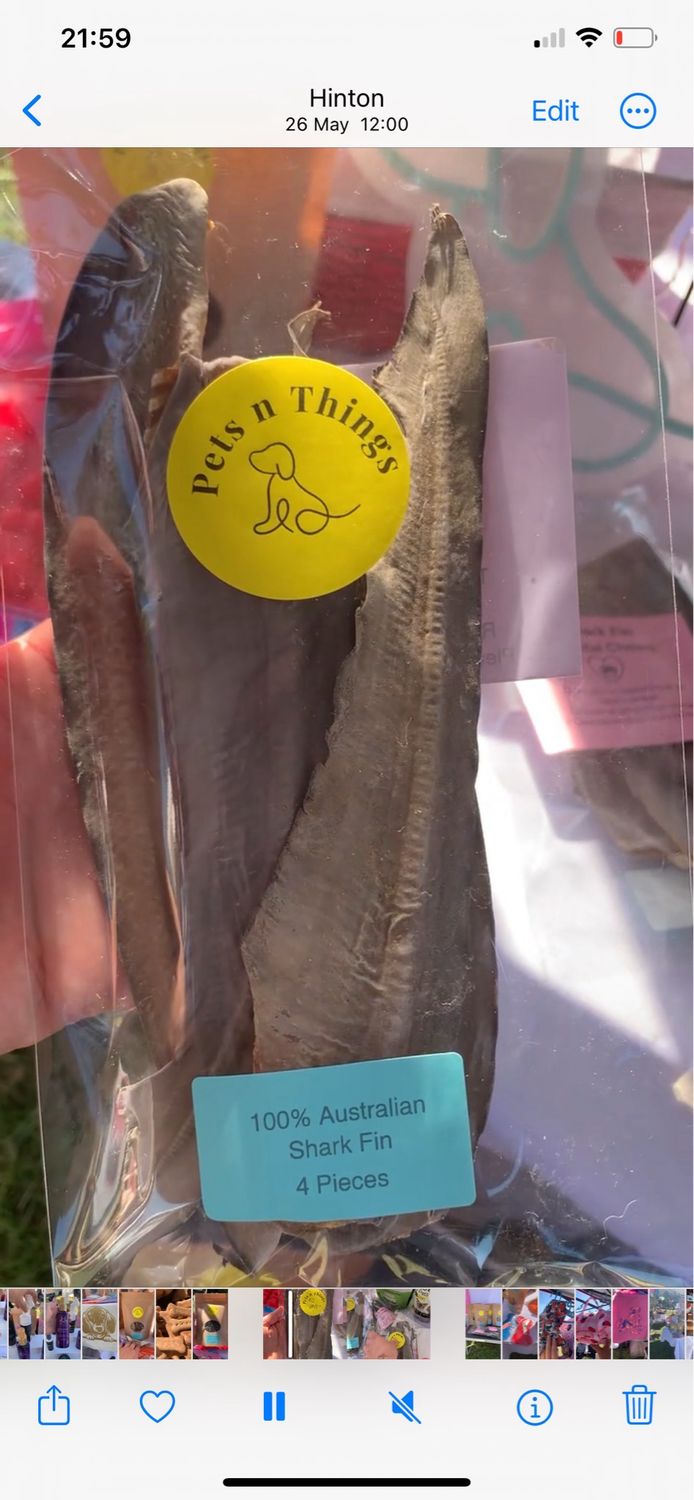 21:59
Hinton
26 May 12:00
Edit
Pets n Things
100% Australian
Shark Fin
4 Pieces